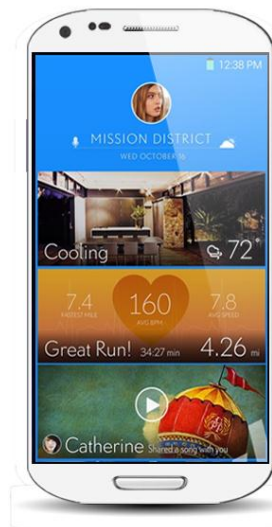 12:38 PM
MISSION DISTRICT
WED OCTOBER 16
Cooling 72°
7.4 160 7.8
FASTEST MILE AVG BPM AVG SPEED
Great Run! 34:27 min 4.26 mi
Catherine Shared a song with you